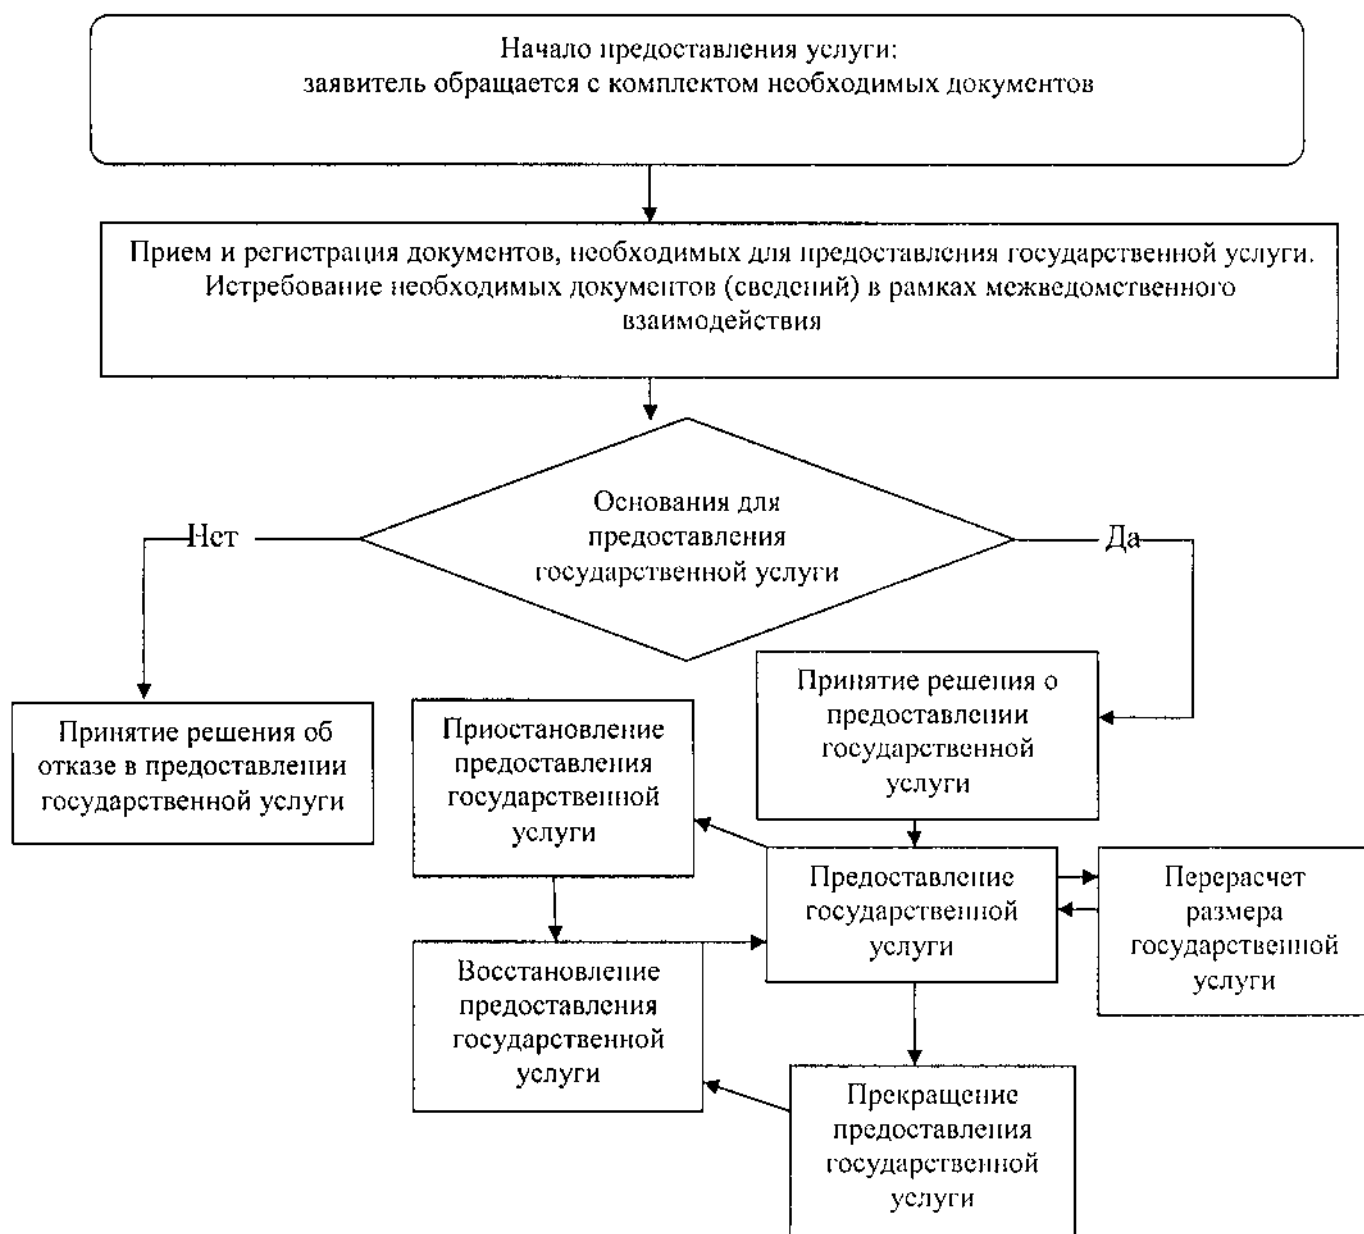 Начало предоставления услуги:
заявитель обращается с комплектом необходимых документов
Прием и регистрация документов, необходимых для предоставления государственной услуги.
Истребование необходимых документов (сведений) в рамках межведомственного
взаимодействия
Основания для
предоставления
государственной услуги
Нет
Да
Принятие решения об
отказе в предоставлении
государственной услуги
Приостановление
предоставления
государственной
услуги
Принятие решения о
предоставлении
государственной
услуги
Предоставление
государственной
услуги
Перерасчет
размера
государственной
услуги
Восстановление
предоставления
государственной
услуги
Прекращение
предоставления
государственной
услуги